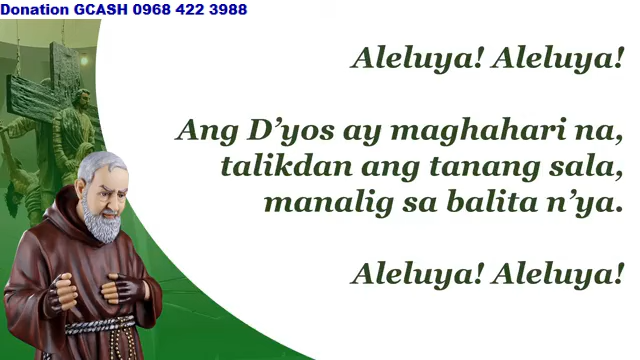 Donation GCASH 0968 422 3988
Aleluya! Aleluya!
Ang D’yos ay maghahari na,
talikdan ang tanang sala,
manalig sa balita n’ya.
Aleluya! Aleluya!